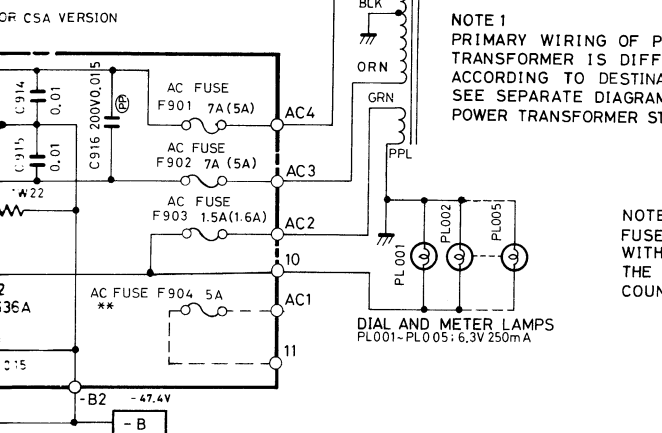 OR CSA VERSION
BLK
ORN
GRN
PPL
NOTE 1
PRIMARY WIRING OF P
TRANSFORMER IS DIFF
ACCORDING TO DESTINA
SEE SEPARATE DIAGRAM
POWER TRANSFORMER ST
C914
0.01
C915
0.01
C916 200V0.015
PP
AC FUSE
F901 7A(5A)
AC4
AC FUSE
F902 7A (5A)
AC3
AC FUSE
F903 1.5A(1.6A)
AC2
10
AC FUSE F904 5A
**
AC1
11
1W22
2
536A
015
-B2
-47.4V
-B
PL001
PL002
PL005
DIAL AND METER LAMPS
PL001~PL005:6.3V 250mA
NOTE
FUSE
WITH
THE
COUN